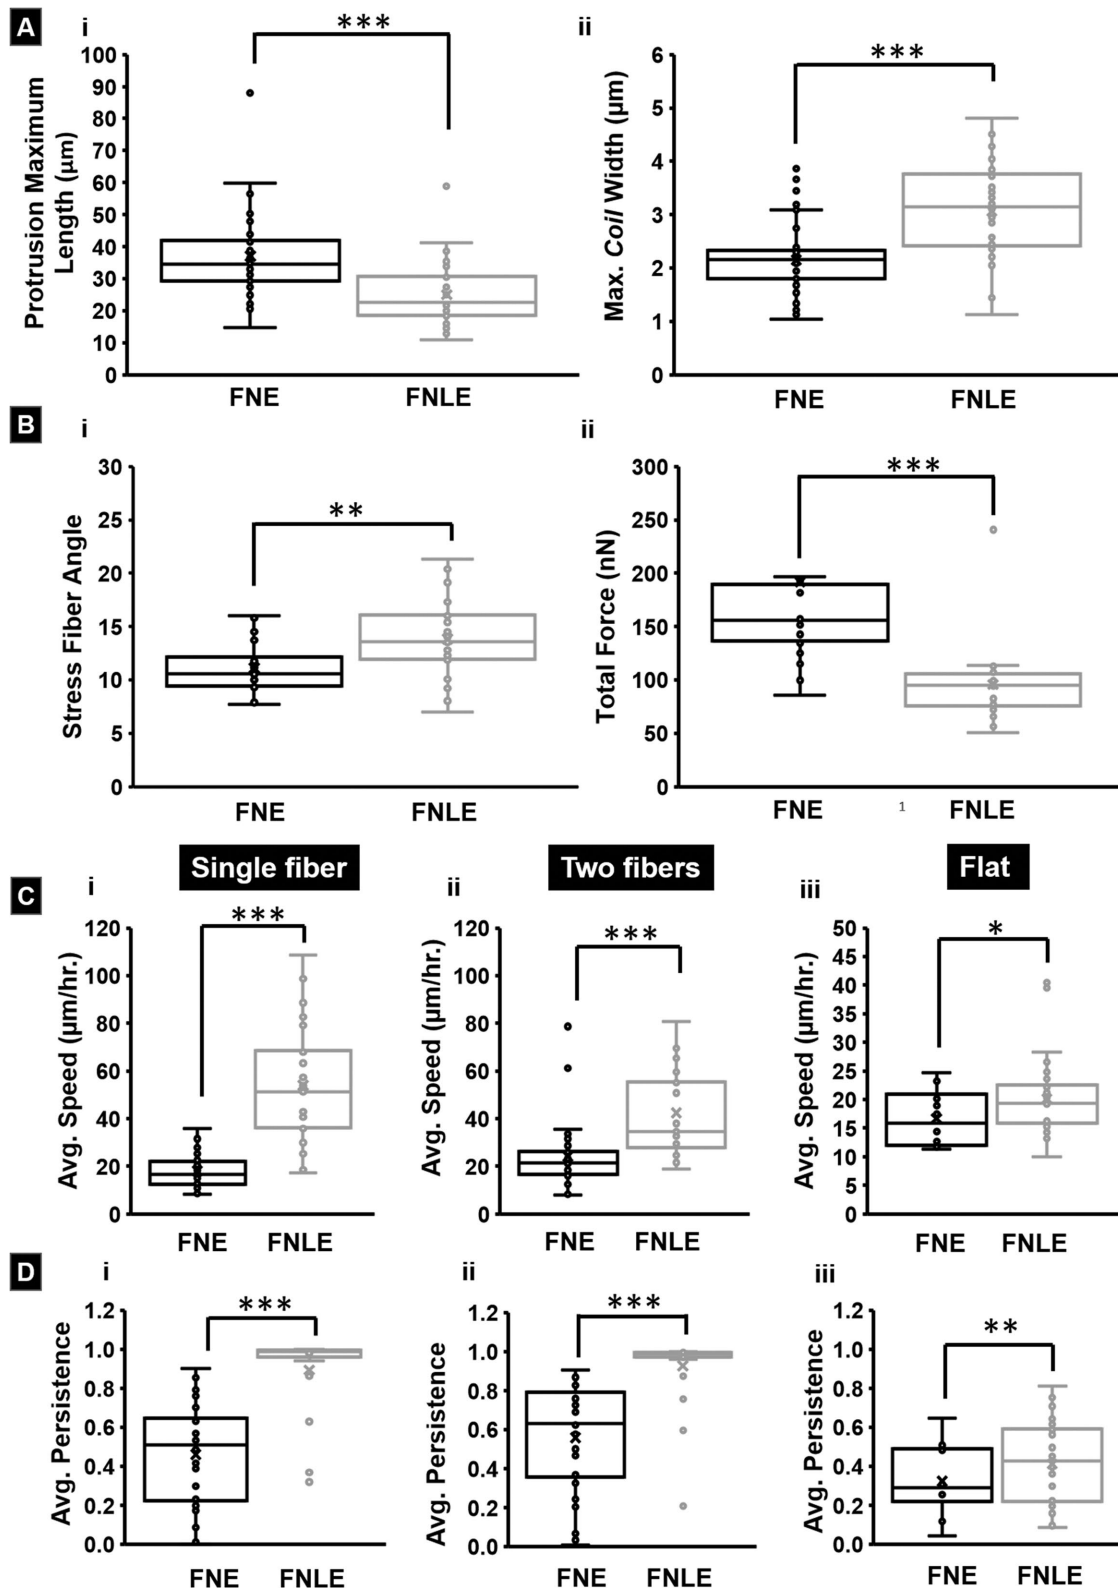 A
i
***
Protrusion Maximum
Length (µm)
100
90
80
70
60
50
40
30
20
10
0
FNE
FNLE
ii
***
Max. Coil Width (µm)
6
5
4
3
2
1
0
FNE
FNLE
B
i
**
Stress Fiber Angle
30
25
20
15
10
5
0
FNE
FNLE
ii
***
Total Force (nN)
300
250
200
150
100
50
0
FNE
1
FNLE
C
Single fiber
i
***
Avg. Speed (µm/hr.)
120
100
80
60
40
20
0
FNE
FNLE
Two fibers
ii
***
Avg. Speed (µm/hr.)
120
100
80
60
40
20
0
FNE
FNLE
Flat
iii
*
Avg. Speed (µm/hr.)
50
45
40
35
30
25
20
15
10
5
0
FNE
FNLE
D
i
***
Avg. Persistence
1.2
1.0
0.8
0.6
0.4
0.2
0.0
FNE
FNLE
ii
***
Avg. Persistence
1.2
1.0
0.8
0.6
0.4
0.2
0.0
FNE
FNLE
iii
**
Avg. Persistence
1.2
1.0
0.8
0.6
0.4
0.2
0.0
FNE
FNLE